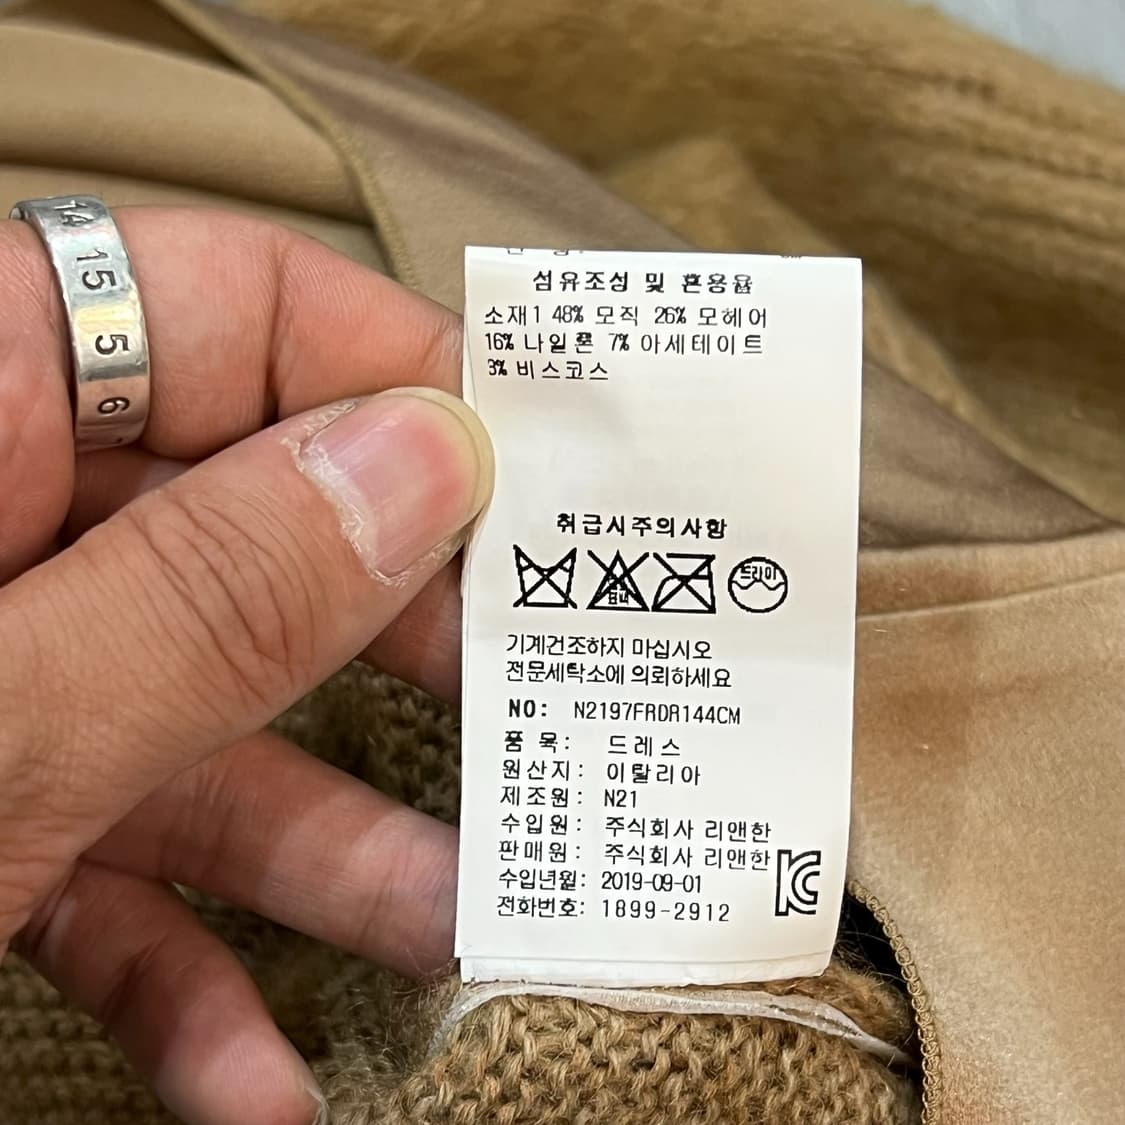 14 15 5 6
섬유조성 및 혼용율
소재1 48% 모직 26% 모헤어
16% 나일론 7% 아세테이트
3% 비스코스
취급시주의사항
드라이
기계건조하지 마십시오
전문세탁소에 의뢰하세요
NO: N2197FRDR144CM
품 목: 드레스
원산지: 이탈리아
제조원: N21
수입원: 주식회사 리앤한
판매원: 주식회사 리앤한
수입년월: 2019-09-01
전화번호: 1899-2912